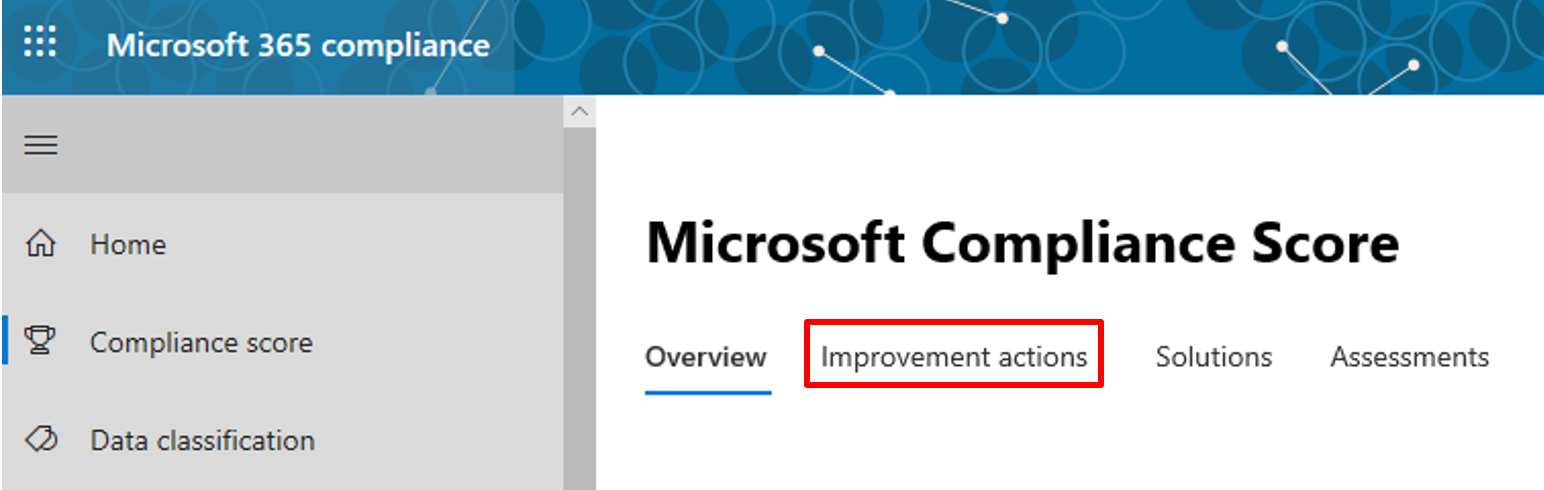 Microsoft 365 compliance
Home
Compliance score
Data classification
Microsoft Compliance Score
Overview Improvement actions Solutions Assessments